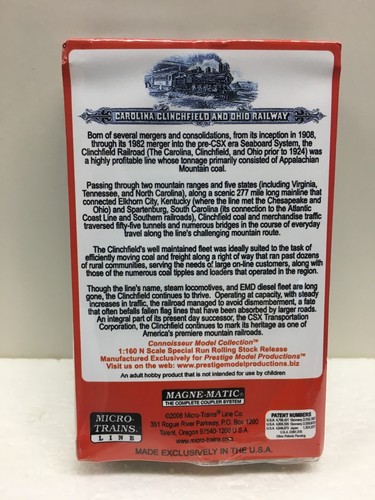 CAROLINA, CLINCHFIELD AND OHIO RAILWAY
Born of several mergers and consolidations, from its inception in 1908,
through its 1982 merger into the pre-CSX era Seaboard System, the
Clinchfield Railroad (The Carolina, Clinchfield, and Ohio prior to 1924) was
a highly profitable line whose tonnage primarily consisted of Appalachian
Mountain coal.
Passing through two mountain ranges and five states (including Virginia,
Tennessee, and North Carolina), along a scenic 277 mile long mainline that
connected Elkhorn City, Kentucky (where the line met the Chesapeake and
Ohio) and Spartenburg, South Carolina (its connection to the Atlantic
Coast Line and Southern railroads), Clinchfield coal and merchandise traffic
traversed fifty-five tunnels and numerous bridges in the course of everyday
travel along the line's challenging mountain route.
The Clinchfield's well maintained fleet was ideally suited to the task of
efficiently moving coal and freight along a right of way that ran past dozens
of rural communities, serving the needs of large on-line customers, along with
those of the numerous coal tipples and loaders that operated in the region.
Though the line's name, steam locomotives, and EMD diesel fleet are long
gone, the Clinchfield continues to thrive. Operating at capacity, with steady
increases in traffic, the railroad managed to avoid dismemberment, a fate
that often befalls fallen flag lines that have been absorbed by larger roads.
An integral part of its present day successor, the CSX Transportation
Corporation, the Clinchfield continues to mark its heritage as one of
America's premiere mountain railroads.
Connoisseur Model Collection™
1:160 N Scale Special Run Rolling Stock Release
Manufactured Exclusively for Prestige Model Productions™
Visit us on the web: www.prestigemodelproductions.biz
An adult hobby product that is not intended for use by children
MAGNE-MATIC®
THE COMPLETE COUPLER SYSTEM
MICRO-
TRAINS®
LINE
©2008 Micro-Trains® Line Co.
351 Rogue River Parkway, P.O. Box 1200
Talent, Oregon 97540-1200 U.S.A.
www.micro-trains.com
PATENT NUMBERS
Other Patents Pending
MADE EXCLUSIVELY IN THE U.S.A.